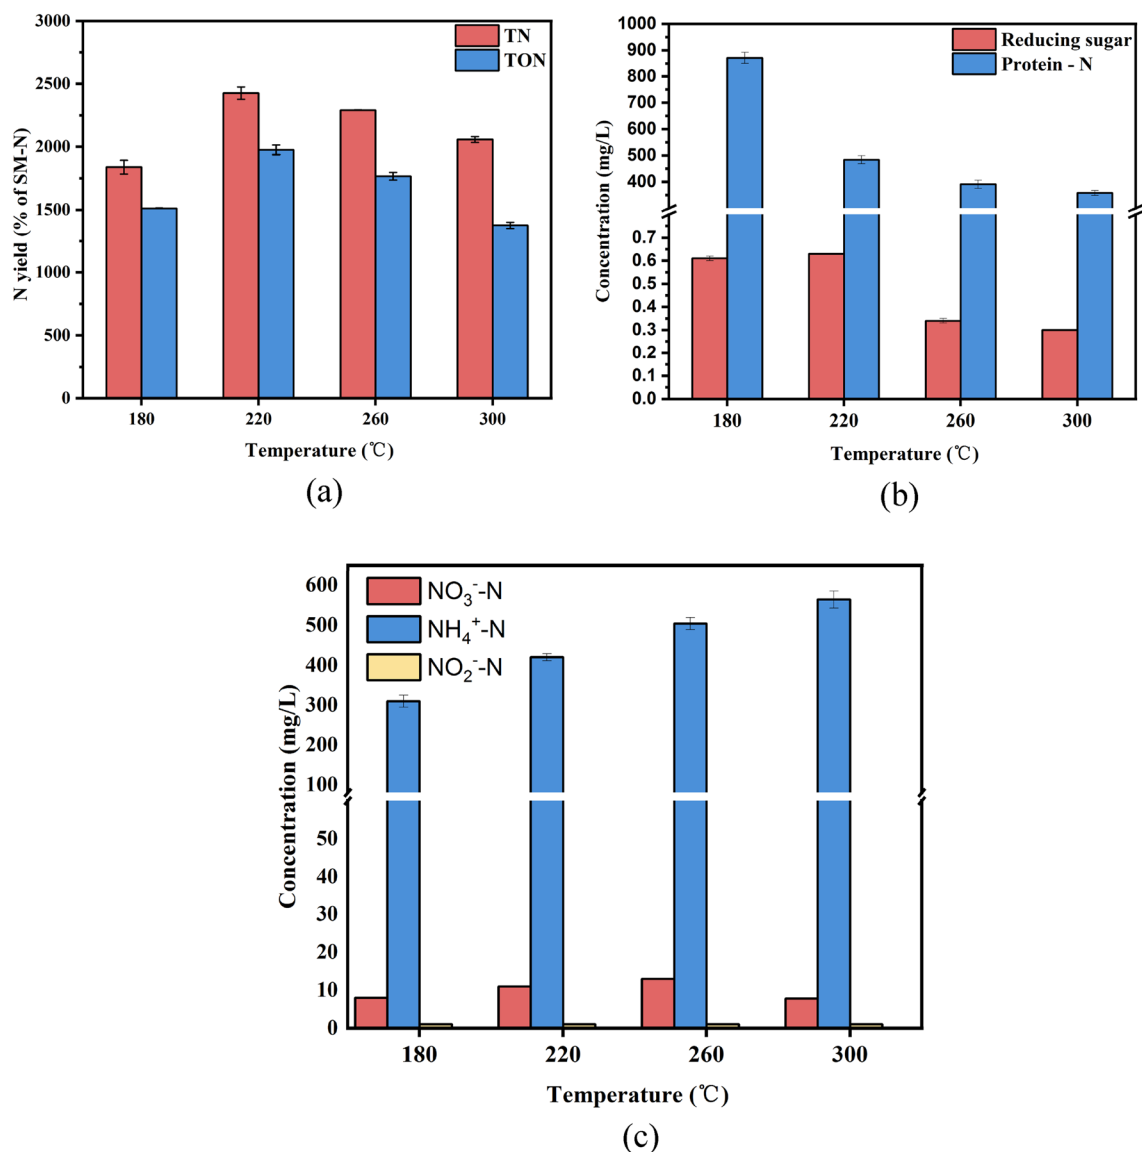 3000
2500
2000
1500
1000
500
0
N yield (% of SM-N)
TN
TON
180 220 260 300
Temperature (℃)
(a)
1000
900
800
700
600
500
400
0.7
0.6
0.5
0.4
0.3
0.2
0.1
0.0
Concentration (mg/L)
Reducing sugar
Protein - N
180 220 260 300
Temperature (℃)
(b)
600
500
400
300
200
100
50
40
30
20
10
0
Concentration (mg/L)
NO₃⁻-N
NH₄⁺-N
NO₂⁻-N
180 220 260 300
Temperature (℃)
(c)